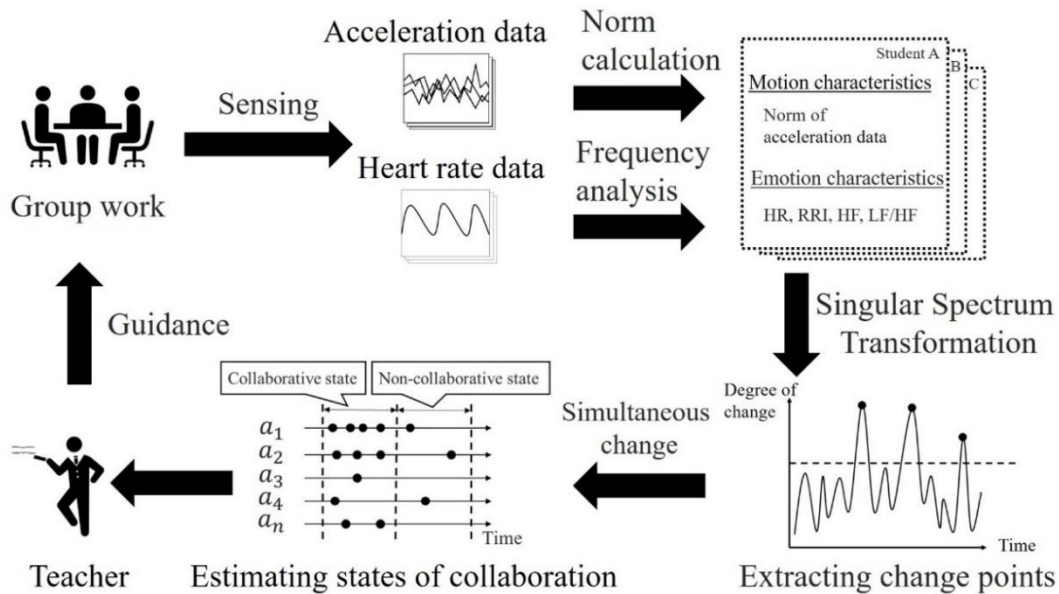 Acceleration data
Heart rate data
Sensing
Group work
Norm
calculation
Frequency
analysis
Student A
B
C
Motion characteristics
Norm of
acceleration data
Emotion characteristics
HR, RRI, HF, LF/HF
Singular Spectrum
Transformation
Degree of
change
Time
Extracting change points
Simultaneous
change
Collaborative state
Non-collaborative state
a₁
a₂
a₃
a₄
aₙ
Time
Estimating states of collaboration
Teacher
Guidance